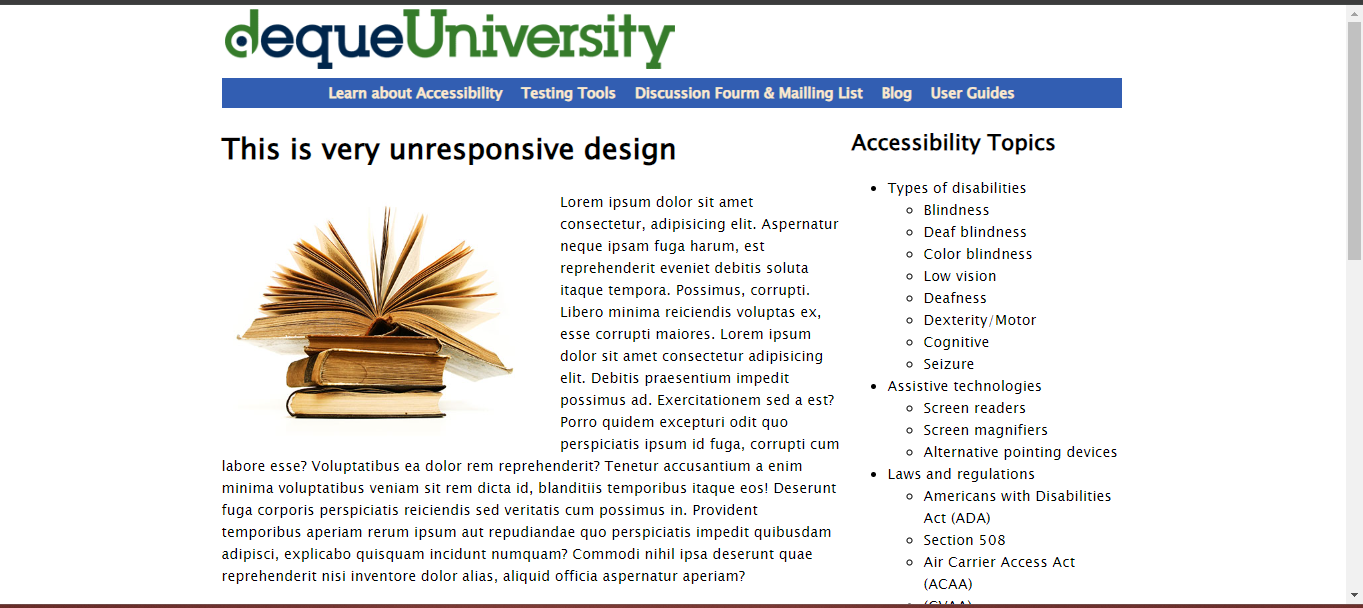 dequeUniversity
Learn about Accessibility Testing Tools Discussion Fourm & Mailling List Blog User Guides
This is very unresponsive design
Lorem ipsum dolor sit amet
consectetur, adipisicing elit. Aspernatur
neque ipsam fuga harum, est
reprehenderit eveniet debitis soluta
itaque tempora. Possimus, corrupti.
Libero minima reiciendis voluptas ex,
esse corrupti maiores. Lorem ipsum
dolor sit amet consectetur adipisicing
elit. Debitis praesentium impedit
possimus ad. Exercitationem sed a est?
Porro quidem excepturi odit quo
perspiciatis ipsum id fuga, corrupti cum
labore esse? Voluptatibus ea dolor rem reprehenderit? Tenetur accusantium a enim
minima voluptatibus veniam sit rem dicta id, blanditiis temporibus itaque eos! Deserunt
fuga corporis perspiciatis reiciendis sed veritatis cum possimus in. Provident
temporibus aperiam rerum ipsum aut repudiandae quo perspiciatis impedit quibusdam
adipisci, explicabo quisquam incidunt numquam? Commodi nihil ipsa deserunt quae
reprehenderit nisi inventore dolor alias, aliquid officia aspernatur aperiam?
Accessibility Topics
Types of disabilities
Blindness
Deaf blindness
Color blindness
Low vision
Deafness
Dexterity/Motor
Cognitive
Seizure
Assistive technologies
Screen readers
Screen magnifiers
Alternative pointing devices
Laws and regulations
Americans with Disabilities
Act (ADA)
Section 508
Air Carrier Access Act
(ACAA)